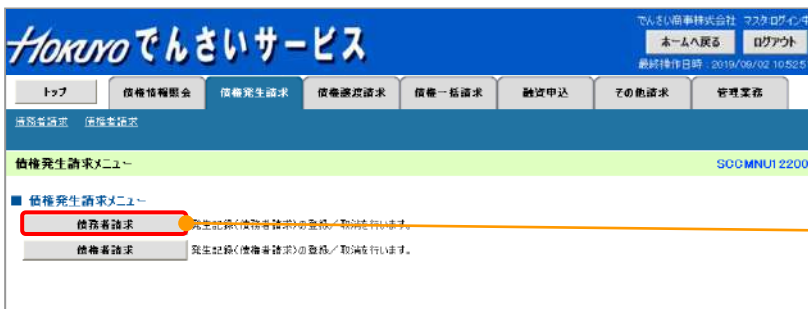 でんさい商事株式会社 マスタログイン中
HOKUYOでんさいサービス
ホームへ戻る ログアウト
最終操作日時：2019/09/02 10:52:5
トップ 債権情報照会 債権発生請求 債権譲渡請求 債権一括請求 融資申込 その他請求 管理業務
債務者請求 債権者請求
債権発生請求メニュー SCCMNU12200
■ 債権発生請求メニュー
債務者請求 発生記録(債務者請求)の登録／取消を行います。
債権者請求 発生記録(債権者請求)の登録／取消を行います。